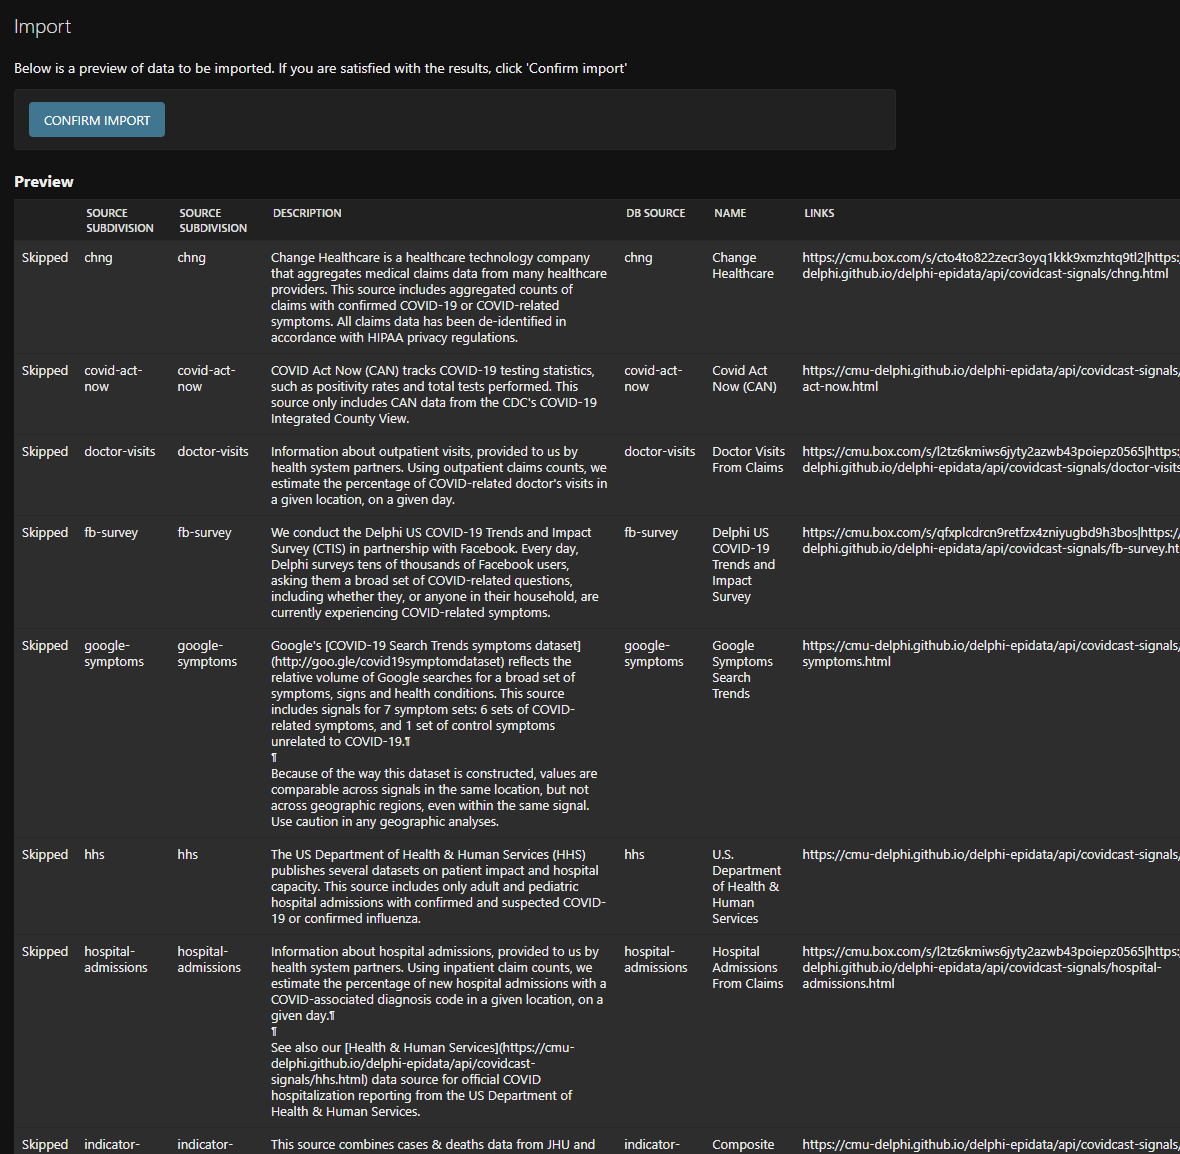 Import
Below is a preview of data to be imported. If you are satisfied with the results, click 'Confirm import'
CONFIRM IMPORT
Preview
SOURCE SUBDIVISION SOURCE SUBDIVISION DESCRIPTION DB SOURCE NAME LINKS
Skipped chng chng Change Healthcare is a healthcare technology company chng Change https://cmu.box.com/s/cto4to822zecr3oyq1kkk9xmzhtq9tl2|https:
that aggregates medical claims data from many healthcare Healthcare delphi.github.io/delphi-epidata/api/covidcast-signals/chng.html
providers. This source includes aggregated counts of
claims with confirmed COVID-19 or COVID-related
symptoms. All claims data has been de-identified in
accordance with HIPAA privacy regulations.
Skipped covid-act- covid-act- COVID Act Now (CAN) tracks COVID-19 testing statistics, covid-act- Covid Act https://cmu-delphi.github.io/delphi-epidata/api/covidcast-signals/
now now such as positivity rates and total tests performed. This now Now (CAN) act-now.html
source only includes CAN data from the CDC's COVID-19
Integrated County View.
Skipped doctor-visits doctor-visits Information about outpatient visits, provided to us by doctor-visits Doctor Visits https://cmu.box.com/s/l2tz6kmiws6jyty2azwb43poiepz0565|https:
health system partners. Using outpatient claims counts, we From Claims delphi.github.io/delphi-epidata/api/covidcast-signals/doctor-visits
estimate the percentage of COVID-related doctor's visits in
a given location, on a given day.
Skipped fb-survey fb-survey We conduct the Delphi US COVID-19 Trends and Impact fb-survey Delphi US https://cmu.box.com/s/qfxplcdrcn9retfzx4zniyugbd9h3bos|https:/
Survey (CTIS) in partnership with Facebook. Every day, COVID-19 delphi.github.io/delphi-epidata/api/covidcast-signals/fb-survey.ht
Delphi surveys tens of thousands of Facebook users, Trends and
asking them a broad set of COVID-related questions, Impact
including whether they, or anyone in their household, are Survey
currently experiencing COVID-related symptoms.
Skipped google- google- Google's [COVID-19 Search Trends symptoms dataset] google- Google https://cmu-delphi.github.io/delphi-epidata/api/covidcast-signals/
symptoms symptoms (http://goo.gle/covid19symptomdataset) reflects the symptoms Symptoms symptoms.html
relative volume of Google searches for a broad set of Search
symptoms, signs and health conditions. This source Trends
includes signals for 7 symptom sets: 6 sets of COVID-
related symptoms, and 1 set of control symptoms
unrelated to COVID-19.¶
¶
Because of the way this dataset is constructed, values are
comparable across signals in the same location, but not
across geographic regions, even within the same signal.
Use caution in any geographic analyses.
Skipped hhs hhs The US Department of Health & Human Services (HHS) hhs U.S. https://cmu-delphi.github.io/delphi-epidata/api/covidcast-signals/
publishes several datasets on patient impact and hospital Department
capacity. This source includes only adult and pediatric of Health &
hospital admissions with confirmed and suspected COVID- Human
19 or confirmed influenza. Services
Skipped hospital- hospital- Information about hospital admissions, provided to us by hospital- Hospital https://cmu.box.com/s/l2tz6kmiws6jyty2azwb43poiepz0565|https:
admissions admissions health system partners. Using inpatient claim counts, we admissions Admissions delphi.github.io/delphi-epidata/api/covidcast-signals/hospital-
estimate the percentage of new hospital admissions with a From Claims admissions.html
COVID-associated diagnosis code in a given location, on a
given day.¶
¶
See also our [Health & Human Services](https://cmu-
delphi.github.io/delphi-epidata/api/covidcast-
signals/hhs.html) data source for official COVID
hospitalization reporting from the US Department of
Health & Human Services.
Skipped indicator- indicator- This source combines cases & deaths data from JHU and indicator- Composite https://cmu-delphi.github.io/delphi-epidata/api/covidcast-signals/